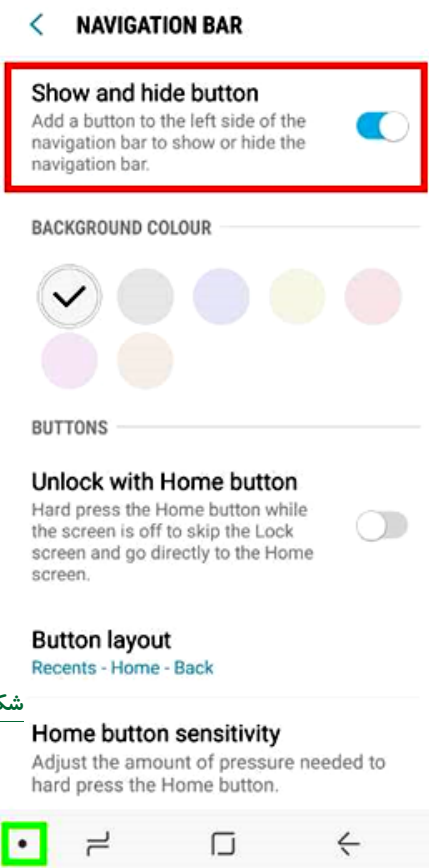 NAVIGATION BAR
Show and hide button
Add a button to the left side of the
navigation bar to show or hide the
navigation bar.
BACKGROUND COLOUR
BUTTONS
Unlock with Home button
Hard press the Home button while
the screen is off to skip the Lock
screen and go directly to the Home
screen.
Button layout
Recents - Home - Back
Home button sensitivity
Adjust the amount of pressure needed to
hard press the Home button.